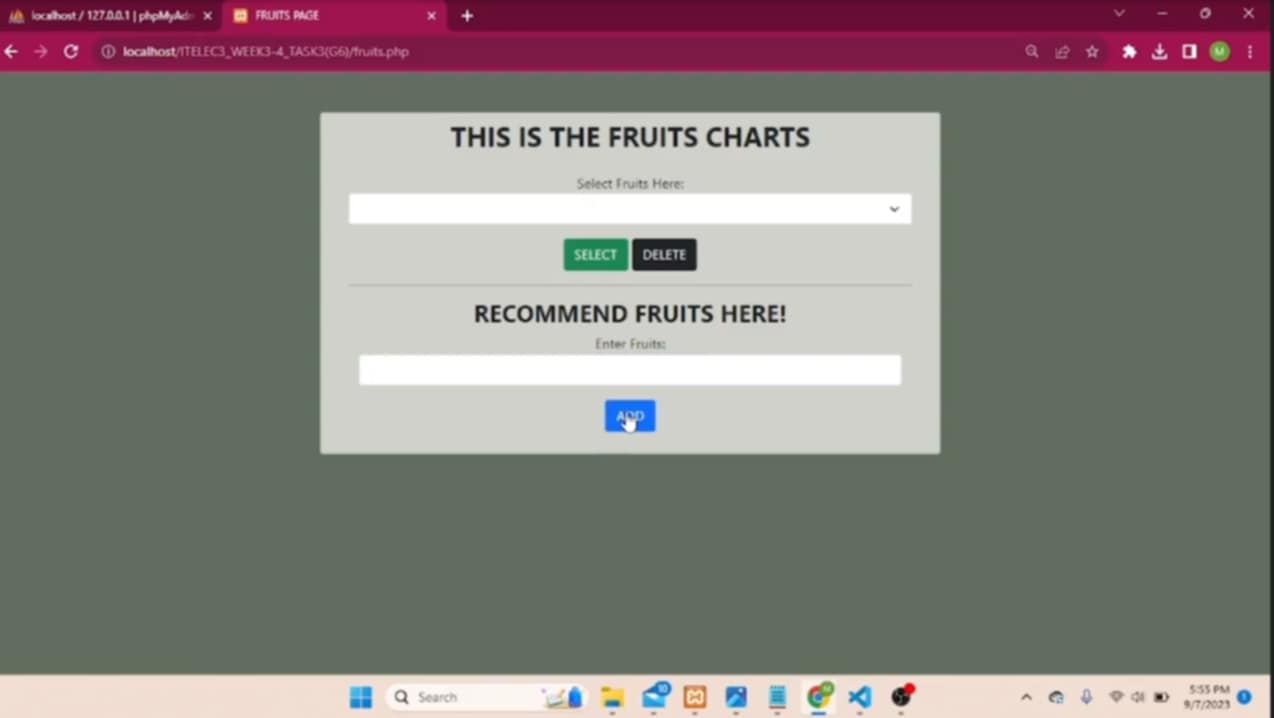 localhost / 127.0.0.1 | phpMyAdm
FRUITS PAGE
localhost/ITELEC3_WEEK3-4_TASK3(G6)/fruits.php
M
THIS IS THE FRUITS CHARTS
Select Fruits Here:
SELECT
DELETE
RECOMMEND FRUITS HERE!
Enter Fruits:
ADD
Search
10
5:55 PM
9/7/2023